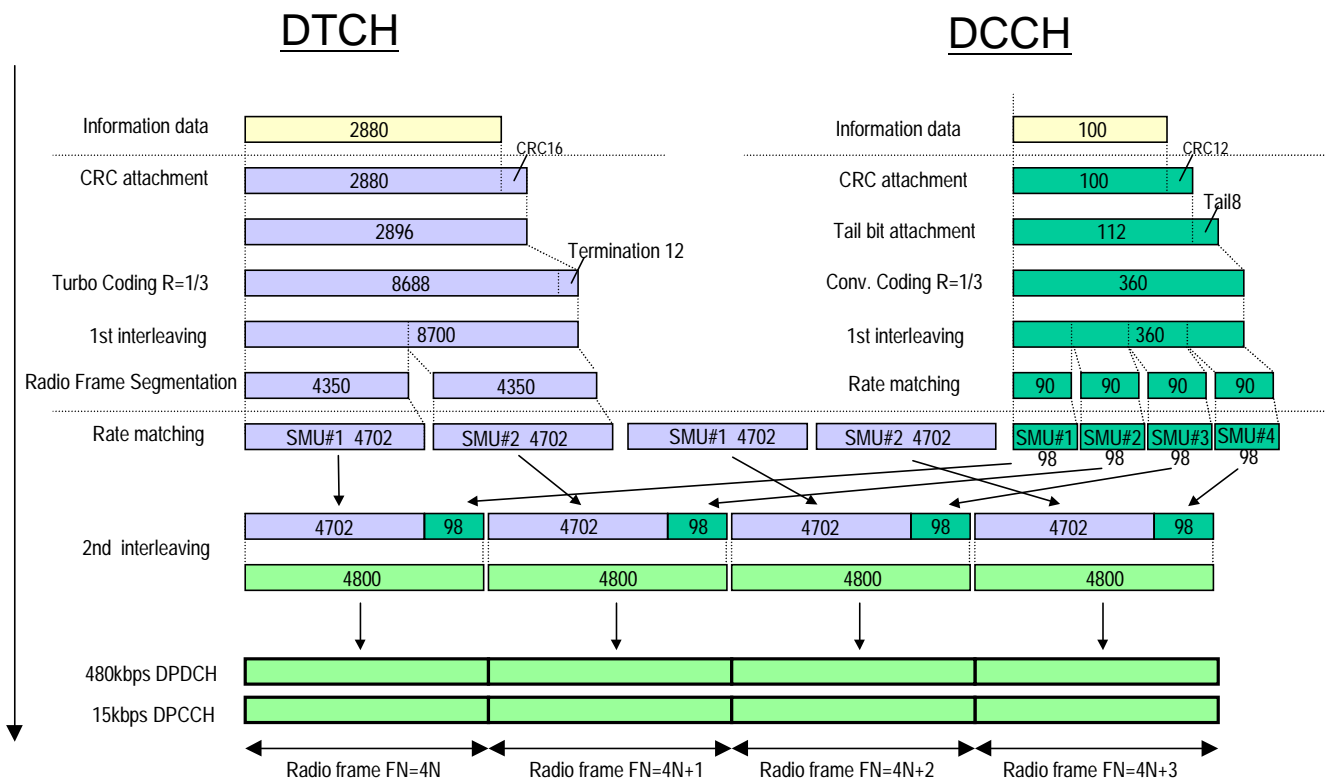 DTCH
DCCH
Information data
2880
Information data
100
CRC16
CRC12
CRC attachment
2880
CRC attachment
100
Tail8
2896
Tail bit attachment
112
Termination 12
Turbo Coding R=1/3
8688
Conv. Coding R=1/3
360
1st interleaving
8700
1st interleaving
360
Radio Frame Segmentation
4350
4350
Rate matching
90
90
90
90
Rate matching
SMU#1 4702
SMU#2 4702
SMU#1 4702
SMU#2 4702
SMU#1
SMU#2
SMU#3
SMU#4
98
98
98
98
2nd interleaving
4702
98
4702
98
4702
98
4702
98
4800
4800
4800
4800
480kbps DPDCH
15kbps DPCCH
Radio frame FN=4N
Radio frame FN=4N+1
Radio frame FN=4N+2
Radio frame FN=4N+3